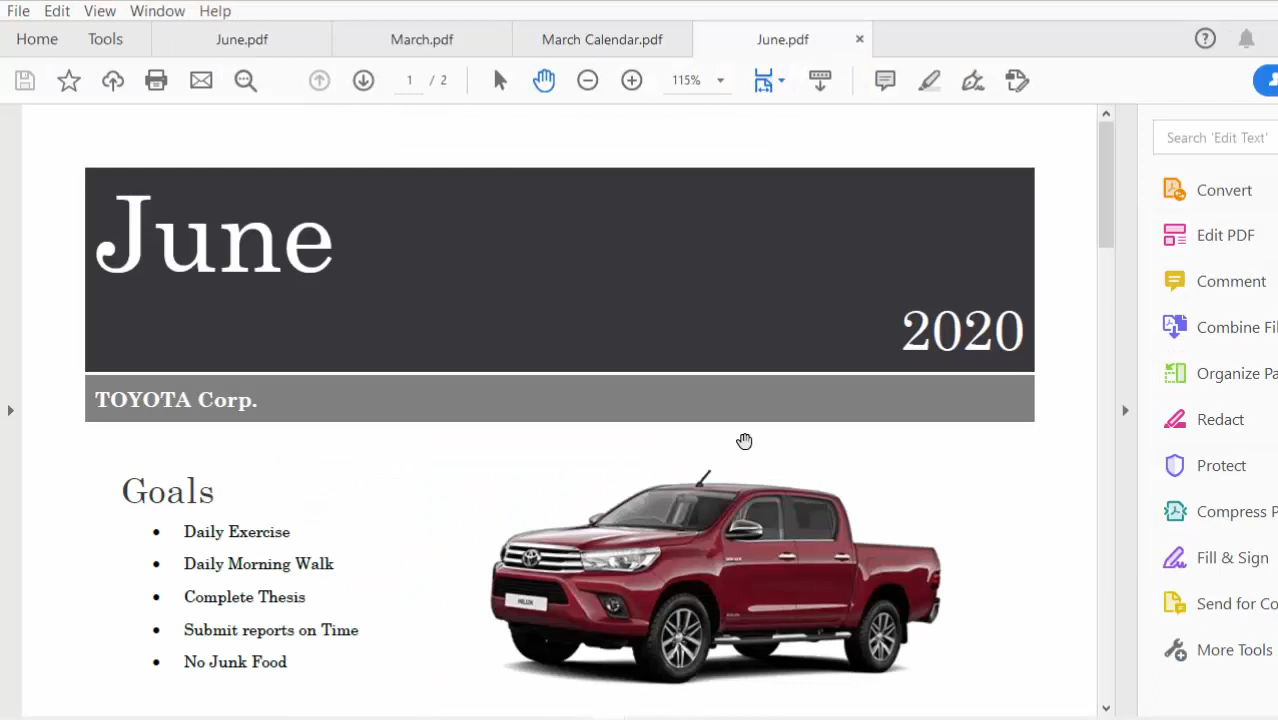 File Edit View Window Help
Home Tools June.pdf March.pdf March Calendar.pdf June.pdf
1 / 2 115%
Search 'Edit Text'
June
2020
TOYOTA Corp.
Goals
• Daily Exercise
• Daily Morning Walk
• Complete Thesis
• Submit reports on Time
• No Junk Food
HILUX
Convert
Edit PDF
Comment
Combine Fil
Organize Pa
Redact
Protect
Compress P
Fill & Sign
Send for Co
More Tools